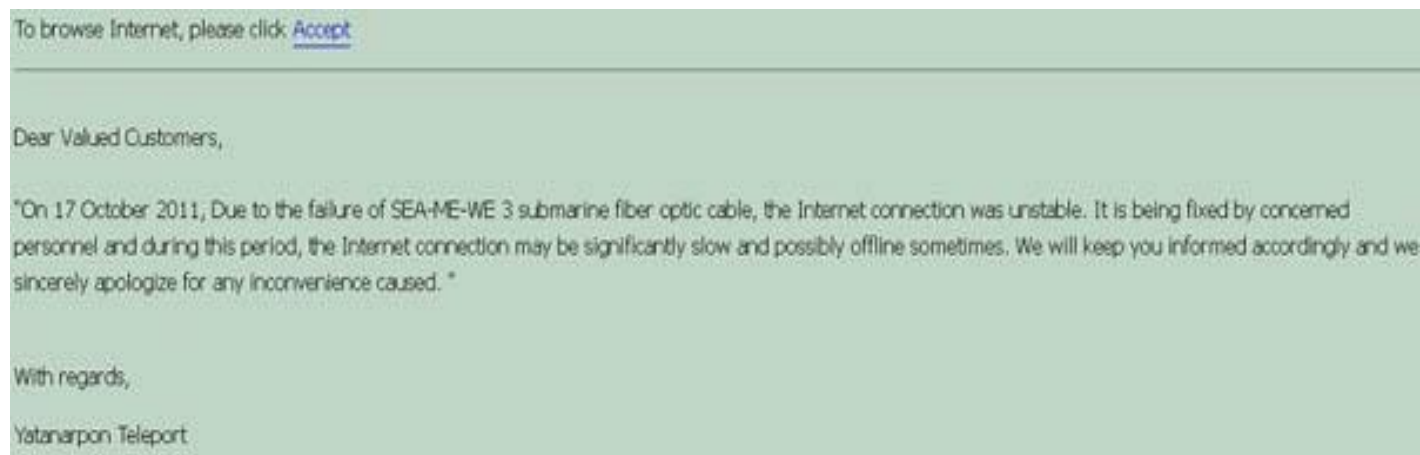 To browse Internet, please click Accept
Dear Valued Customers,
"On 17 October 2011, Due to the failure of SEA-ME-WE 3 submarine fiber optic cable, the Internet connection was unstable. It is being fixed by concerned
personnel and during this period, the Internet connection may be significantly slow and possibly offline sometimes. We will keep you informed accordingly and we
sincerely apologize for any inconvenience caused. "
With regards,
Yatanarpon Teleport